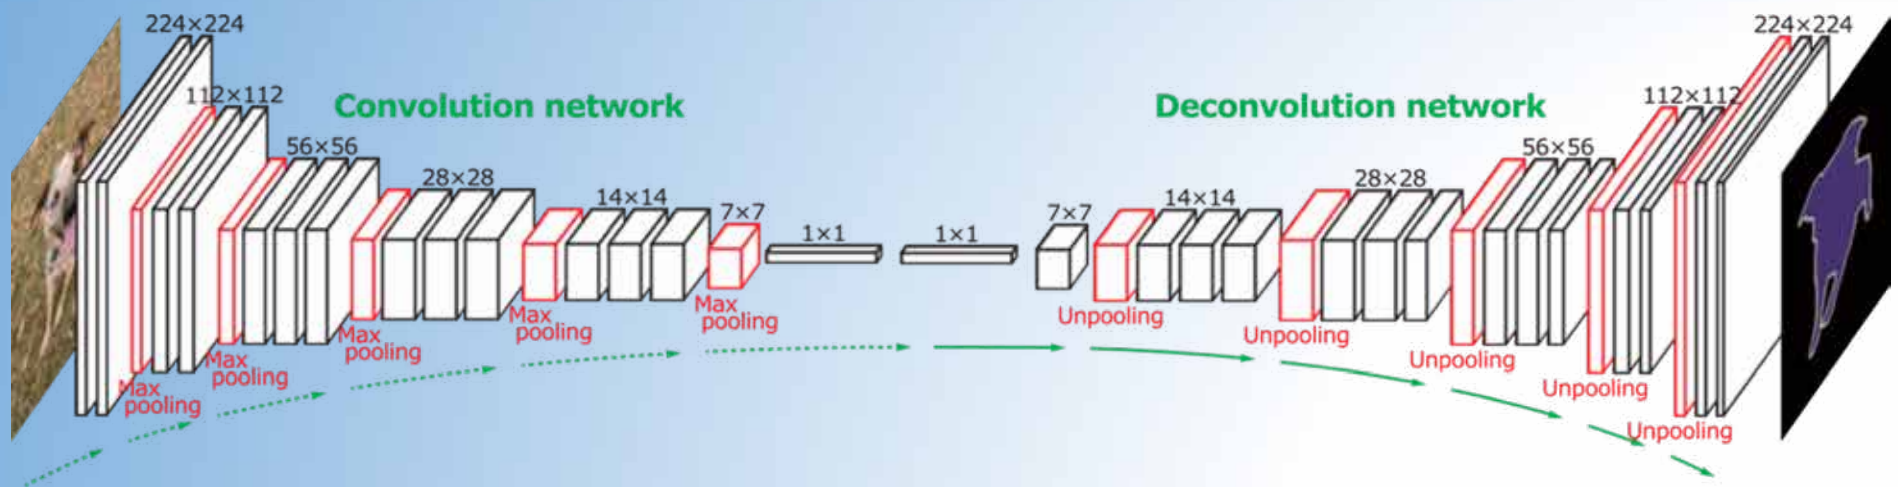 224×224
112×112
Convolution network
56×56
28×28
14×14
7×7
1×1
1×1
7×7
14×14
28×28
56×56
112×112
224×224
Deconvolution network
Max
pooling
Max
pooling
Max
pooling
Max
pooling
Max
pooling
Unpooling
Unpooling
Unpooling
Unpooling
Unpooling